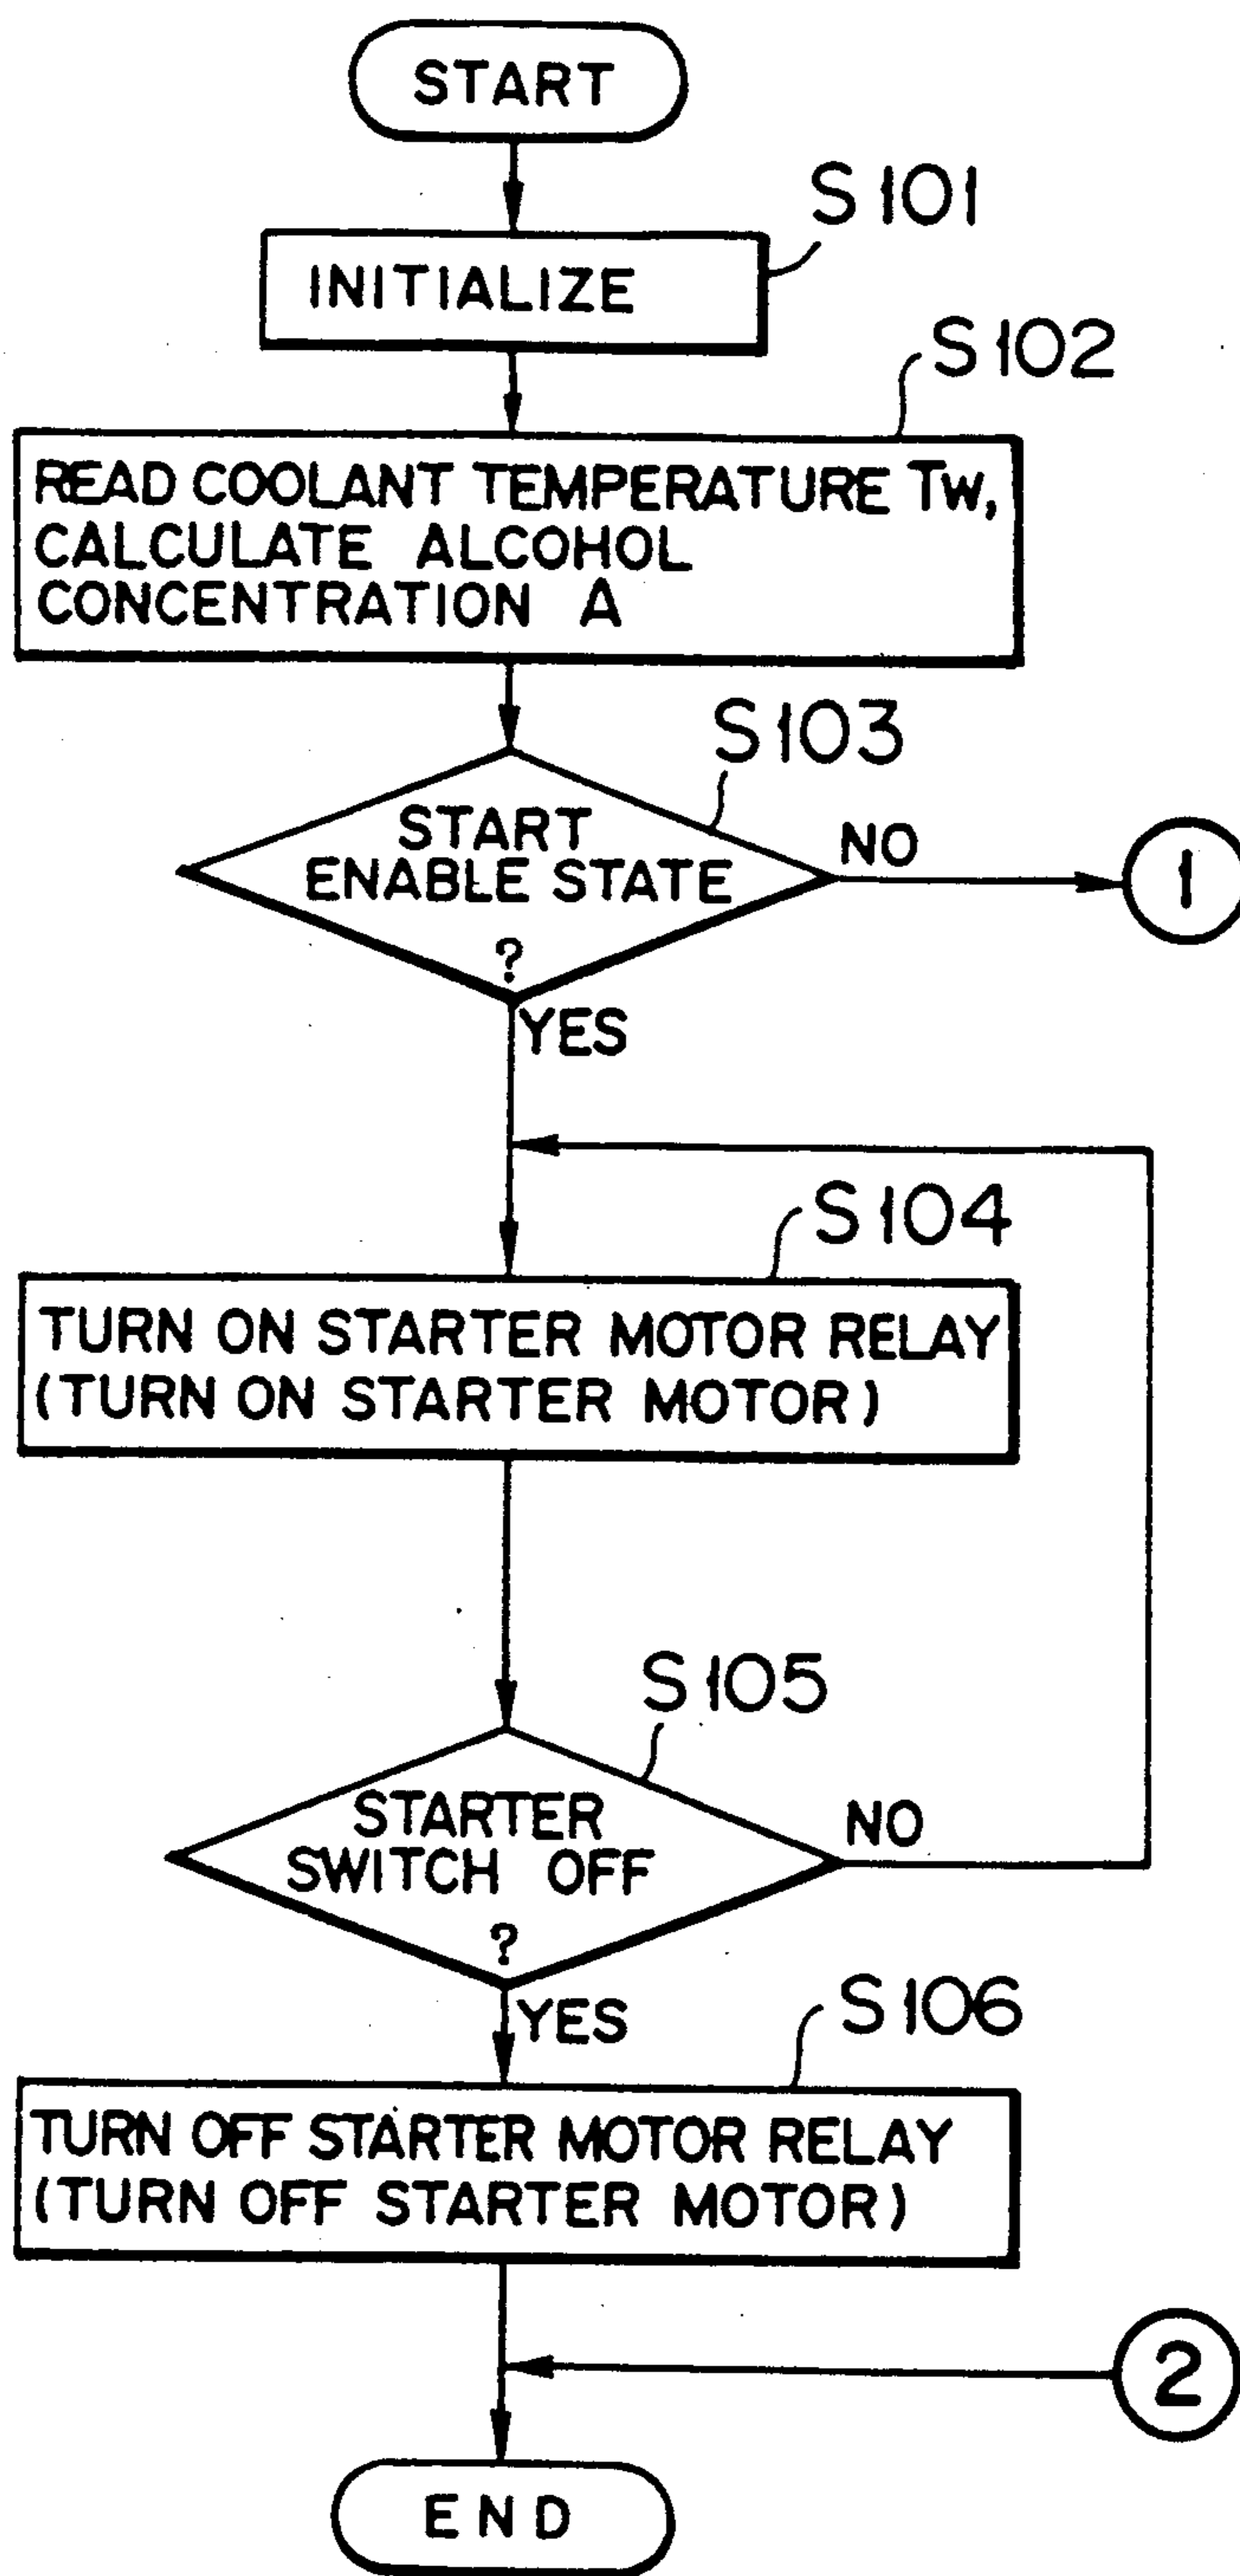 START
S101
INITIALIZE
S102
READ COOLANT TEMPERATURE Tw,
CALCULATE ALCOHOL
CONCENTRATION A
S103
START
ENABLE STATE
?
NO
1
YES
S104
TURN ON STARTER MOTOR RELAY
(TURN ON STARTER MOTOR)
S105
STARTER
SWITCH OFF
?
NO
YES
S106
TURN OFF STARTER MOTOR RELAY
(TURN OFF STARTER MOTOR)
2
END